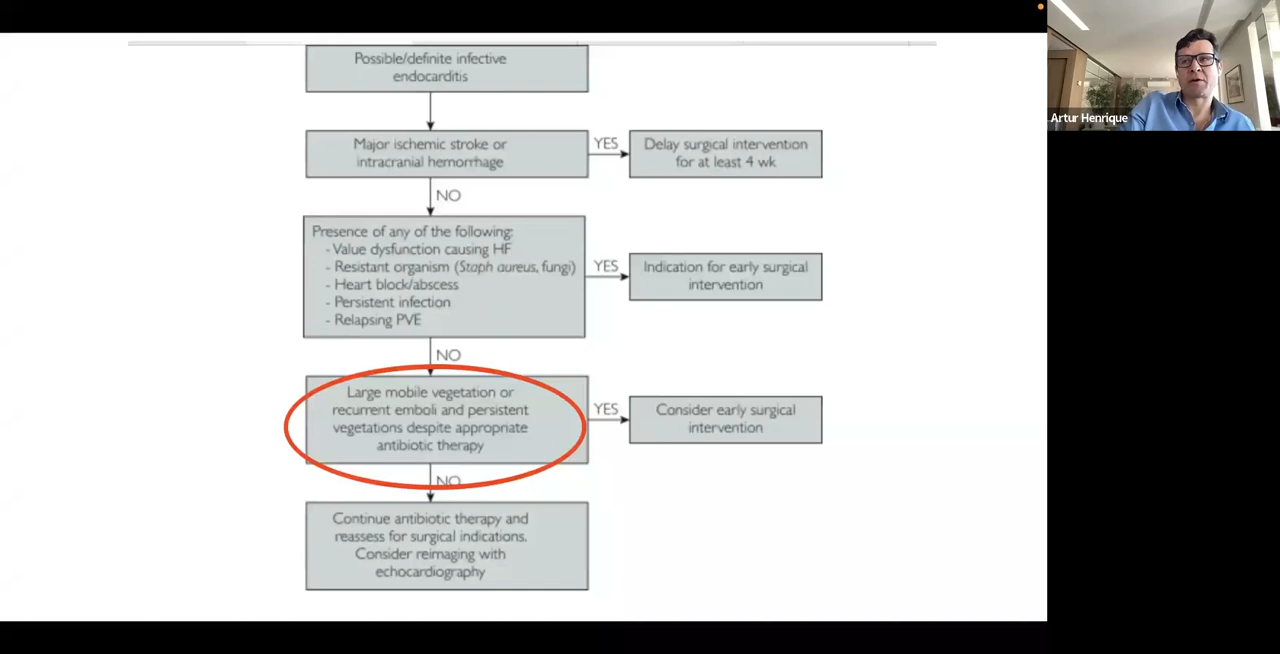 Possible/definite infective
endocarditis
Major ischemic stroke or
intracranial hemorrhage
YES
Delay surgical intervention
for at least 4 wk
NO
Presence of any of the following:
- Value dysfunction causing HF
- Resistant organism (Staph aureus, fungi)
- Heart block/abscess
- Persistent infection
- Relapsing PVE
YES
Indication for early surgical
intervention
NO
Large mobile vegetation or
recurrent emboli and persistent
vegetations despite appropriate
antibiotic therapy
YES
Consider early surgical
intervention
NO
Continue antibiotic therapy and
reassess for surgical indications.
Consider reimaging with
echocardiography
Artur Henrique